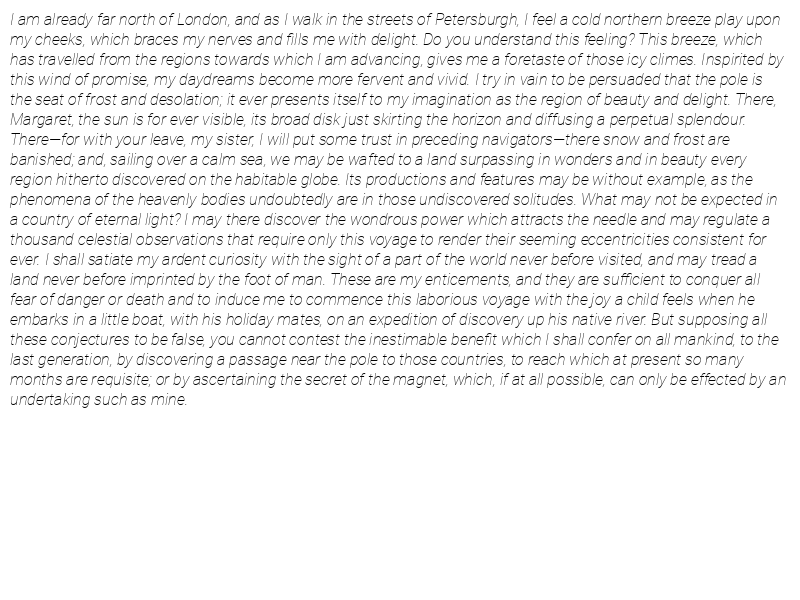 I am already far north of London, and as I walk in the streets of Petersburgh, I feel a cold northern breeze play upon
my cheeks, which braces my nerves and fills me with delight. Do you understand this feeling? This breeze, which
has travelled from the regions towards which I am advancing, gives me a foretaste of those icy climes. Inspirited by
this wind of promise, my daydreams become more fervent and vivid. I try in vain to be persuaded that the pole is
the seat of frost and desolation; it ever presents itself to my imagination as the region of beauty and delight. There,
Margaret, the sun is for ever visible, its broad disk just skirting the horizon and diffusing a perpetual splendour.
There—for with your leave, my sister, I will put some trust in preceding navigators—there snow and frost are
banished; and, sailing over a calm sea, we may be wafted to a land surpassing in wonders and in beauty every
region hitherto discovered on the habitable globe. Its productions and features may be without example, as the
phenomena of the heavenly bodies undoubtedly are in those undiscovered solitudes. What may not be expected in
a country of eternal light? I may there discover the wondrous power which attracts the needle and may regulate a
thousand celestial observations that require only this voyage to render their seeming eccentricities consistent for
ever. I shall satiate my ardent curiosity with the sight of a part of the world never before visited, and may tread a
land never before imprinted by the foot of man. These are my enticements, and they are sufficient to conquer all
fear of danger or death and to induce me to commence this laborious voyage with the joy a child feels when he
embarks in a little boat, with his holiday mates, on an expedition of discovery up his native river. But supposing all
these conjectures to be false, you cannot contest the inestimable benefit which I shall confer on all mankind, to the
last generation, by discovering a passage near the pole to those countries, to reach which at present so many
months are requisite; or by ascertaining the secret of the magnet, which, if at all possible, can only be effected by an
undertaking such as mine.